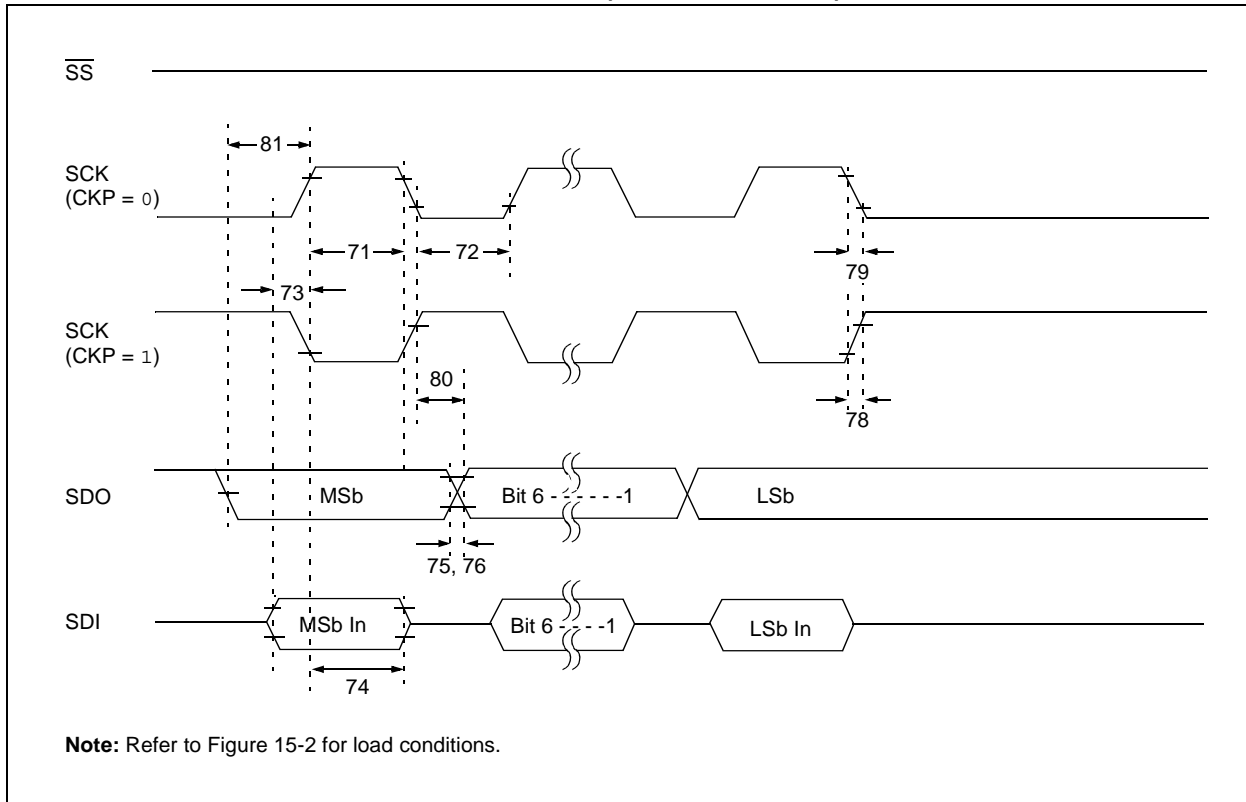 SS
81
SCK
(CKP = 0)
71
72
79
73
SCK
(CKP = 1)
80
78
SDO
MSb
Bit 6 - - - - - - -1
LSb
75, 76
SDI
MSb In
Bit 6 - - - - -1
LSb In
74
Note: Refer to Figure 15-2 for load conditions.